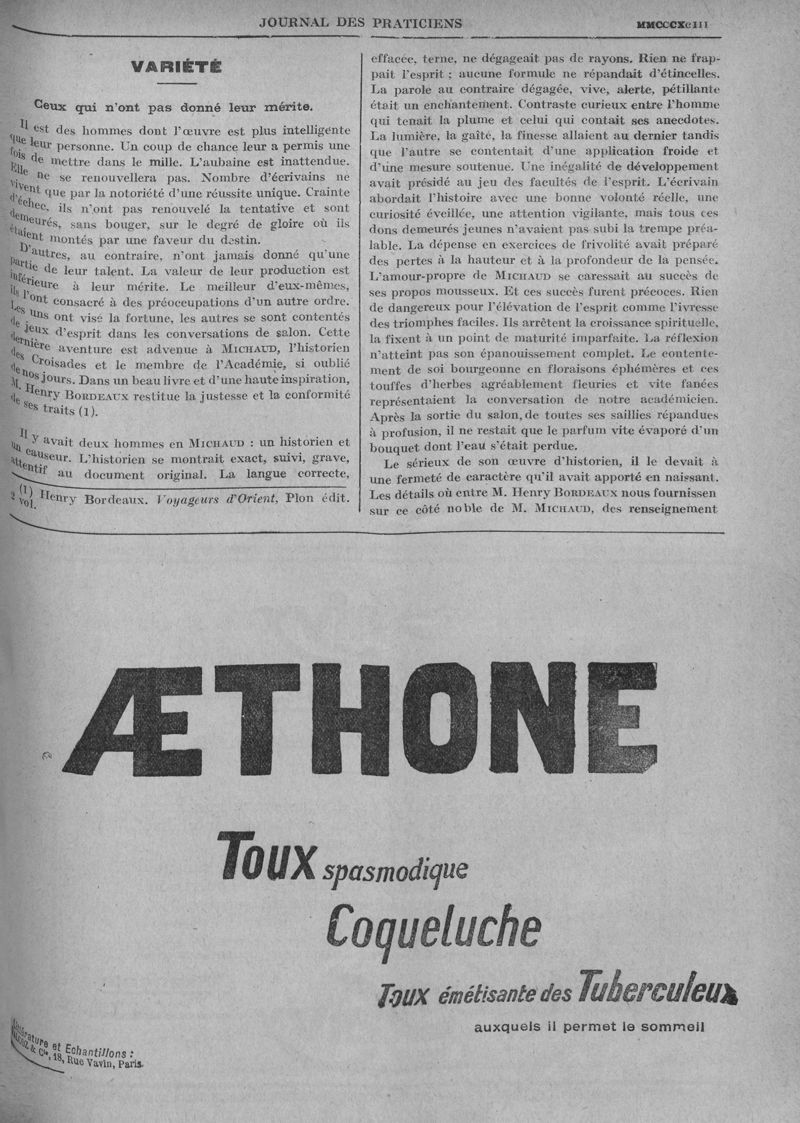 JOURNAL DES PRATICIENS
MMCCCXcIII
VARIÉTÉ
Ceux qui n'ont pas donné leur mérite.
Il est des hommes dont l'œuvre est plus intelligente
que leur personne. Un coup de chance leur a permis une
fois de mettre dans le mille. L'aubaine est inattendue.
Elle ne se renouvellera pas. Nombre d'écrivains ne
vivent que par la notoriété d'une réussite unique. Crainte
d'échec, ils n'ont pas renouvelé la tentative et sont
demeurés, sans bouger, sur le degré de gloire où ils
étaient montés par une faveur du destin.
D'autres, au contraire, n'ont jamais donné qu'une
partie de leur talent. La valeur de leur production est
inférieure à leur mérite. Le meilleur d'eux-mêmes,
ils l'ont consacré à des préoceupations d'un autre ordre.
Les uns ont visé la fortune, les autres se sont contentés
de jeux d'esprit dans les conversations de salon. Cette
dernière aventure est advenue à MICHAUD, l'historien
des Croisades et le membre de l'Académie, si oublié
de nos jours. Dans un beau livre et d'une haute inspiration,
M. Henry BORDEAUX restitue la justesse et la conformité
de ses traits (1).
Il y avait deux hommes en MICHAUD : un historien et
un causeur. L'historien se montrait exact, suivi, grave,
attentif au document original. La langue correcte,
(1) Henry Bordeaux. Voyageurs d'Orient, Plon édit.
2 vol.
effacée, terne, ne dégageait pas de rayons. Rien ne frap-
pait l'esprit ; aucune formule ne répandait d'étincelles.
La parole au contraire dégagée, vive, alerte, pétillante
était un enchantement. Contraste curieux entre l'homme
qui tenait la plume et celui qui contait ses anecdotes.
La lumière, la gaîté, la finesse allaient au dernier tandis
que l'autre se contentait d'une application froide et
d'une mesure soutenue. Une inégalité de développement
avait présidé au jeu des facultés de l'esprit. L'écrivain
abordait l'histoire avec une bonne volonté réelle, une
curiosité éveillée, une attention vigilante, mais tous ces
dons demeurés jeunes n'avaient pas subi la trempe préa-
lable. La dépense en exercices de frivolité avait préparé
des pertes à la hauteur et à la profondeur de la pensée.
L'amour-propre de MICHAUD se caressait au succès de
ses propos mousseux. Et ces succès furent précoces. Rien
de dangereux pour l'élévation de l'esprit comme l'ivresse
des triomphes faciles. Ils arrêtent la croissance spirituelle,
la fixent à un point de maturité imparfaite. La réflexion
n'atteint pas son épanouissement complet. Le contente-
ment de soi bourgeonne en floraisons éphémères et ces
touffes d'herbes agréablement fleuries et vite fanées
représentaient la conversation de notre académicien.
Après la sortie du salon, de toutes ses saillies répandues
à profusion, il ne restait que le parfum vite évaporé d'un
bouquet dont l'eau s'était perdue.
Le sérieux de son œuvre d'historien, il le devait à
une fermeté de caractère qu'il avait apporté en naissant.
Les détails où entre M. Henry BORDEAUX nous fournissen
sur ce côté noble de M. MICHAUD, des renseignement
ÆTHONE
Toux spasmodique
Coqueluche
Toux émétisante des Tuberculeux
auxquels il permet le sommeil
et Echantillons :
& Cie, 18, Rue Vavin, Paris.